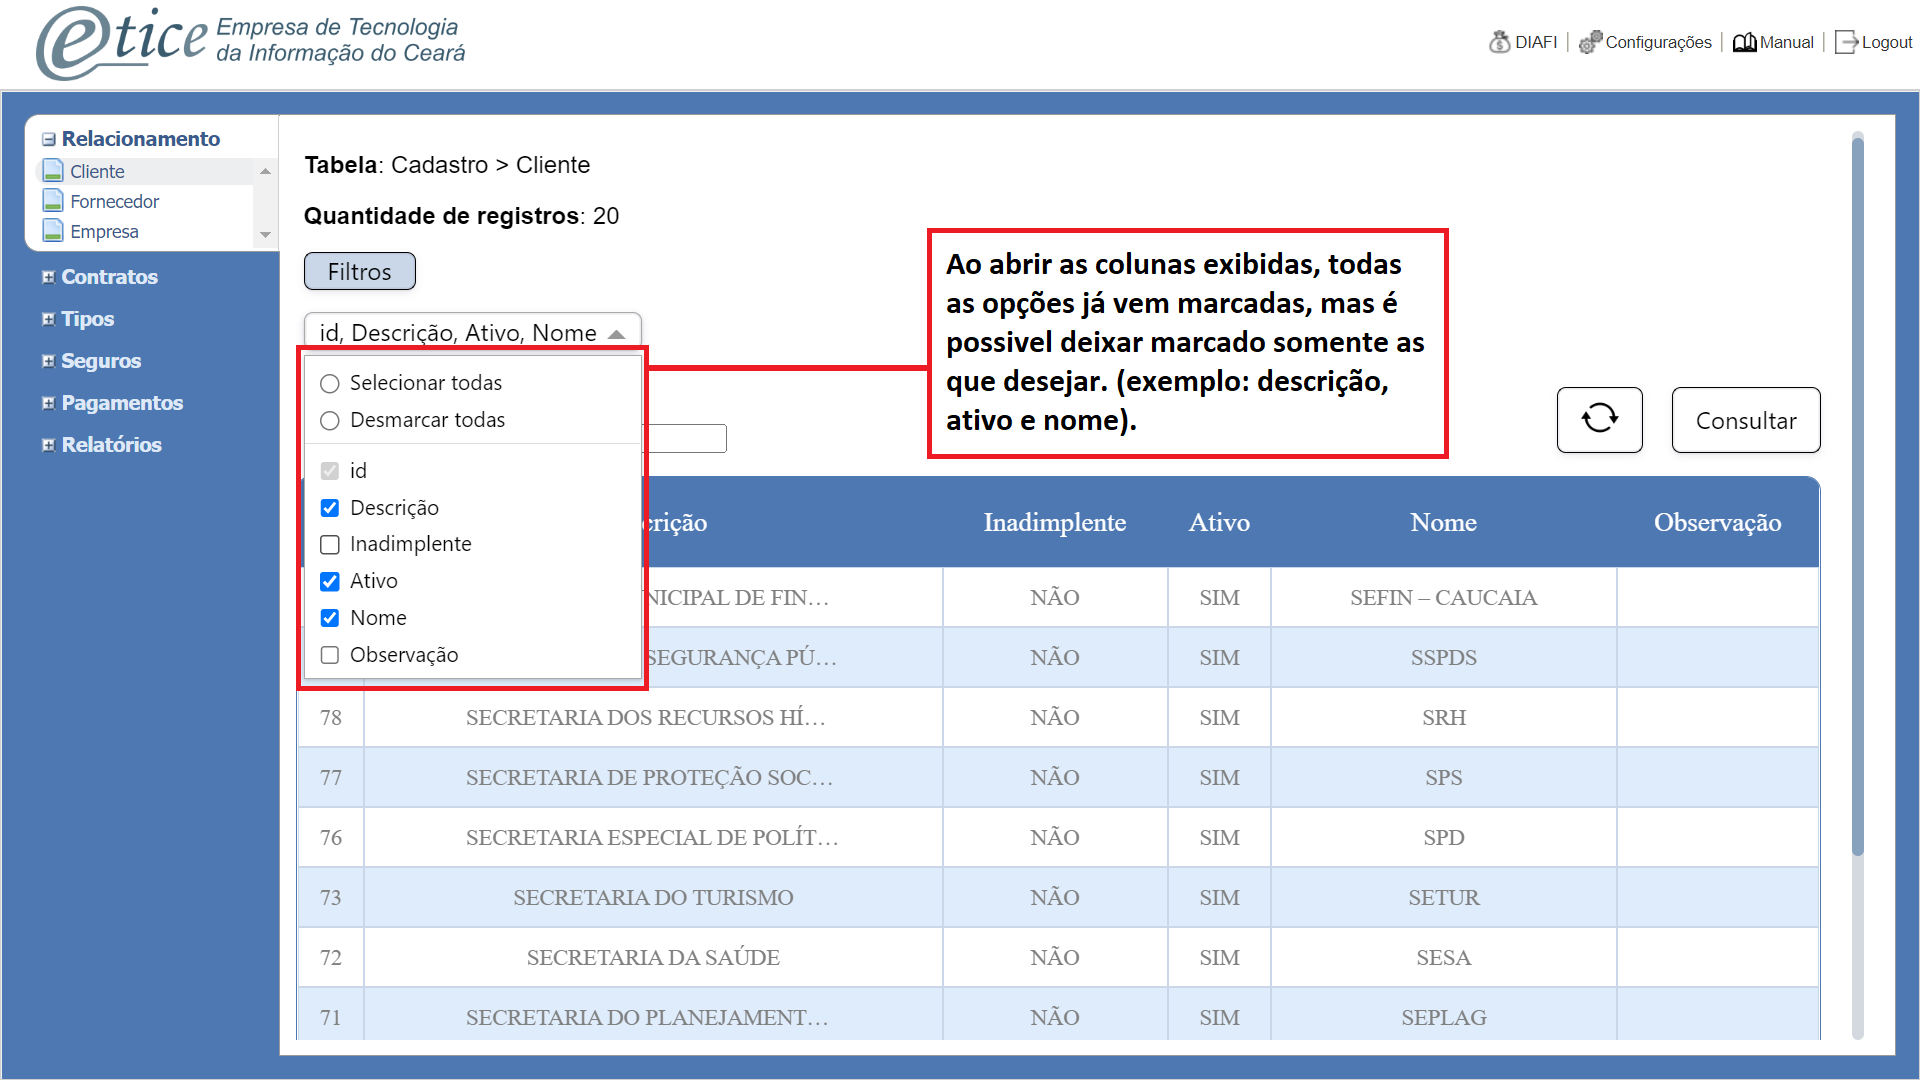 etice Empresa de Tecnologia
da Informação do Ceará
DIAFI | Configurações | Manual | Logout
Relacionamento
Cliente
Fornecedor
Empresa
Contratos
Tipos
Seguros
Pagamentos
Relatórios
Tabela: Cadastro > Cliente
Quantidade de registros: 20
Filtros
id, Descrição, Ativo, Nome
Selecionar todas
Desmarcar todas
id
Descrição
Inadimplente
Ativo
Nome
Observação
Ao abrir as colunas exibidas, todas
as opções já vem marcadas, mas é
possivel deixar marcado somente as
que desejar. (exemplo: descrição,
ativo e nome).
Consultar
crição Inadimplente Ativo Nome Observação
NICIPAL DE FIN... NÃO SIM SEFIN – CAUCAIA
SEGURANÇA PÚ... NÃO SIM SSPDS
78 SECRETARIA DOS RECURSOS HÍ... NÃO SIM SRH
77 SECRETARIA DE PROTEÇÃO SOC... NÃO SIM SPS
76 SECRETARIA ESPECIAL DE POLÍT... NÃO SIM SPD
73 SECRETARIA DO TURISMO NÃO SIM SETUR
72 SECRETARIA DA SAÚDE NÃO SIM SESA
71 SECRETARIA DO PLANEJAMENT... NÃO SIM SEPLAG